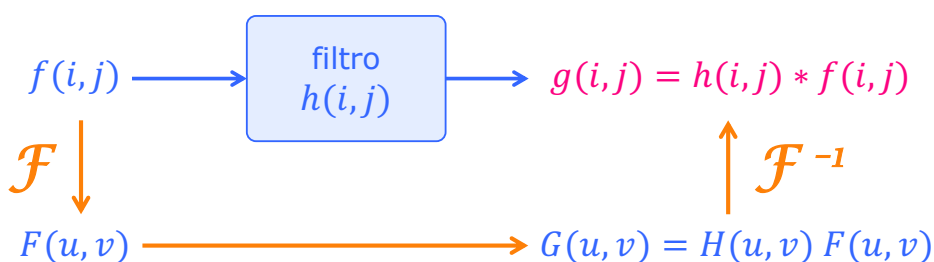 filtro
f(i,j) h(i,j) g(i,j) = h(i,j) * f(i,j)
ℱ ℱ⁻¹
F(u,v) G(u,v) = H(u,v) F(u,v)